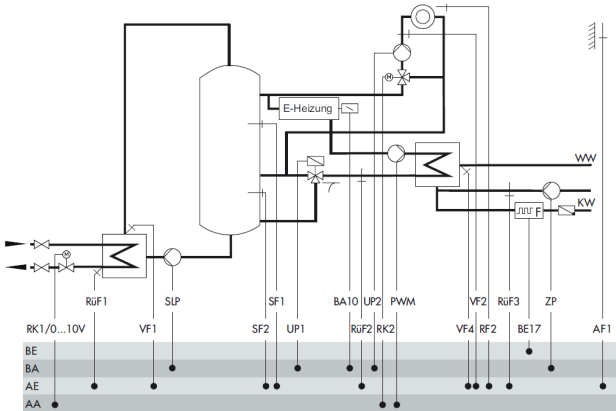 E-Heizung
M
M
WW
F
KW
RüF1 SLP SF1 BA10 UP2 PWM VF2 RüF3 ZP
RK1/0...10V VF1 SF2 UP1 RüF2 RK2 VF4 RF2 BE17 AF1
BE
BA
AE
AA